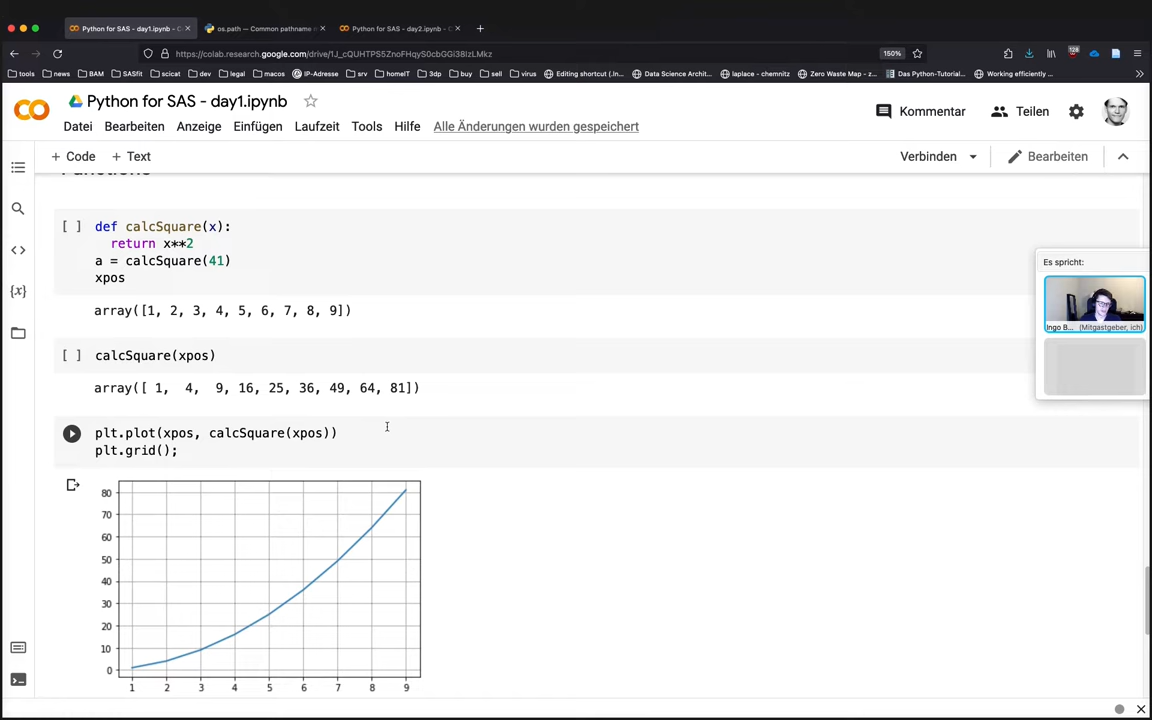 Python for SAS - day1.ipynb - C
os.path — Common pathname m
Python for SAS - day2.ipynb - C
https://colab.research.google.com/drive/1J_cQUHTPS5ZnoFHqyS0cbGGi38IzLMkz
150%
128
tools
news
BAM
SASfit
scicat
dev
legal
macos
IP-Adresse
srv
homeIT
3dp
buy
sell
virus
Editing shortcut (.In...
Data Science Archit...
laplace – chemnitz
Zero Waste Map – ...
Das Python-Tutorial...
Working efficiently ...
Python for SAS - day1.ipynb
Datei Bearbeiten Anzeige Einfügen Laufzeit Tools Hilfe Alle Änderungen wurden gespeichert
Kommentar
Teilen
+ Code + Text
Verbinden
Bearbeiten
Functions
[ ] def calcSquare(x):
return x**2
a = calcSquare(41)
xpos
array([1, 2, 3, 4, 5, 6, 7, 8, 9])
[ ] calcSquare(xpos)
array([ 1, 4, 9, 16, 25, 36, 49, 64, 81])
plt.plot(xpos, calcSquare(xpos))
plt.grid();
80
70
60
50
40
30
20
10
0
1 2 3 4 5 6 7 8 9
Es spricht:
Ingo B... (Mitgastgeber, ich)
{x}